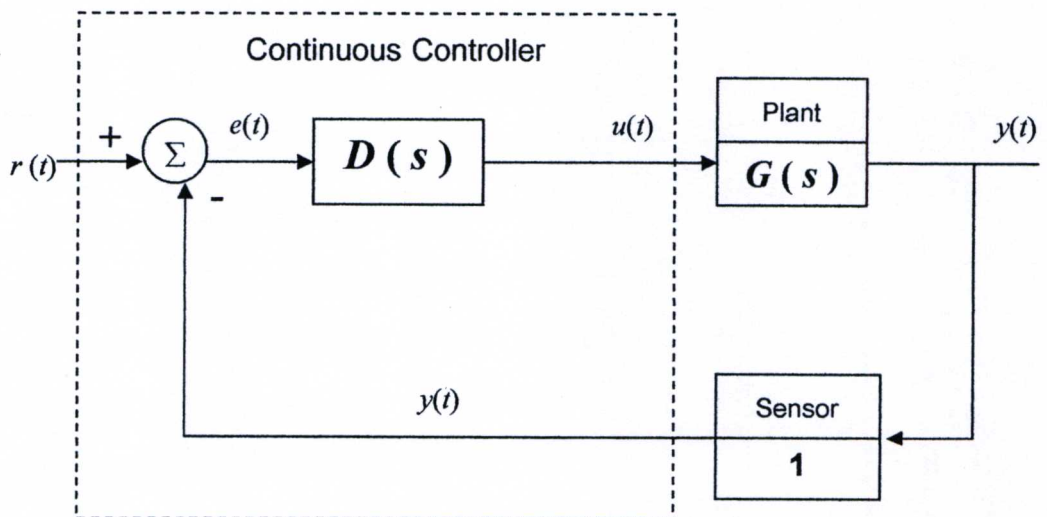 Continuous Controller
Plant
+
e(t)
u(t)
y(t)
r(t)
Σ
D(s)
G(s)
-
y(t)
Sensor
1